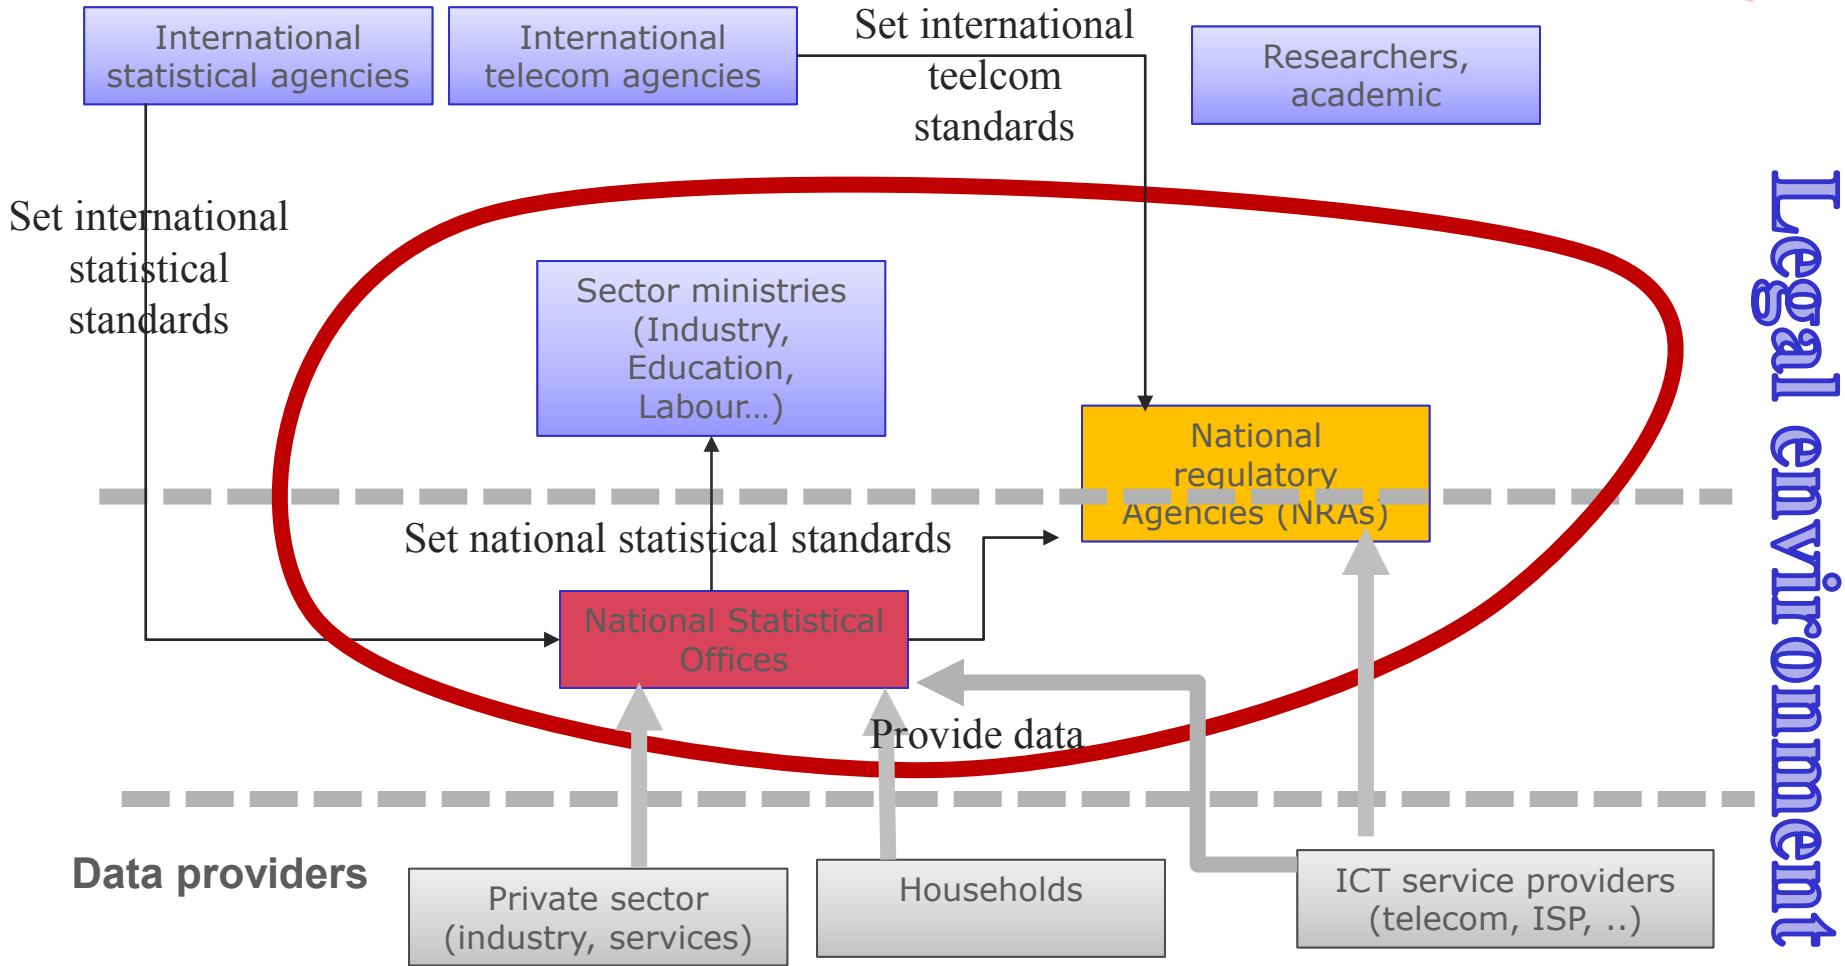 International
statistical agencies
International
telecom agencies
Set international
teelcom
standards
Researchers,
academic
Set international
statistical
standards
Sector ministries
(Industry,
Education,
Labour...)
National
regulatory
Agencies (NRAs)
Set national statistical standards
National Statistical
Offices
Provide data
Data providers
Private sector
(industry, services)
Households
ICT service providers
(telecom, ISP, ..)
Legal environment